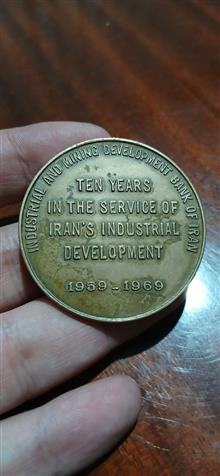 INDUSTRIAL AND MINING DEVELOPMENT BANK OF IRAN
TEN YEARS
IN THE SERVICE OF
IRAN'S INDUSTRIAL
DEVELOPMENT
1959-1969